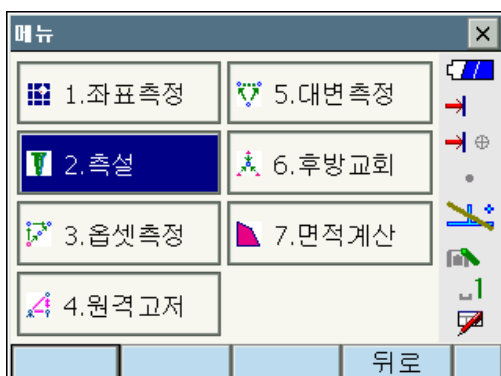 메뉴
1.좌표측정
2.측설
3.옵셋측정
4.원격고저
5.대변측정
6.후방교회
7.면적계산
1
뒤로